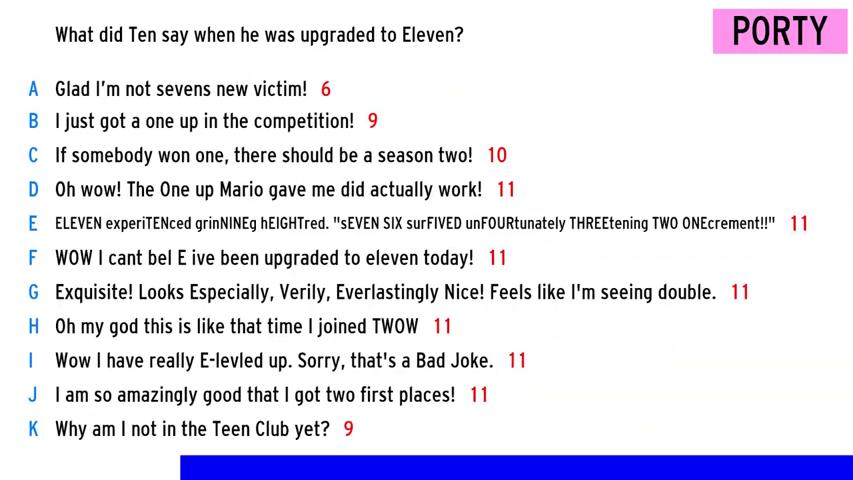 What did Ten say when he was upgraded to Eleven?
PORTY
A Glad I'm not sevens new victim! 6
B I just got a one up in the competition! 9
C If somebody won one, there should be a season two! 10
D Oh wow! The One up Mario gave me did actually work! 11
E ELEVEN experiTENced grinNINEg hEIGHTred. "sEVEN SIX surFIVED unFOURtunately THREEtening TWO ONEcrement!!" 11
F WOW I cant bel E ive been upgraded to eleven today! 11
G Exquisite! Looks Especially, Verily, Everlastingly Nice! Feels like I'm seeing double. 11
H Oh my god this is like that time I joined TWOW 11
I Wow I have really E-levled up. Sorry, that's a Bad Joke. 11
J I am so amazingly good that I got two first places! 11
K Why am I not in the Teen Club yet? 9